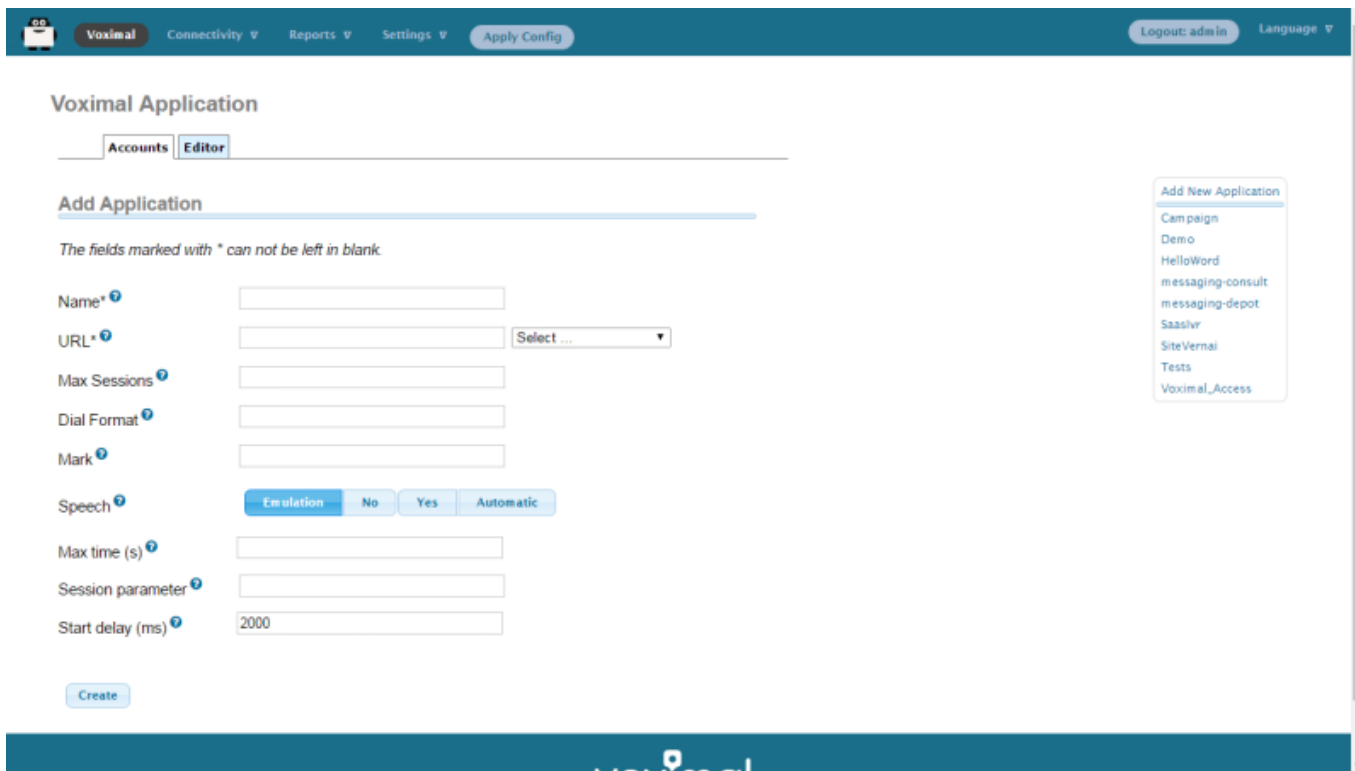 Voximal Connectivity Reports Settings Apply Config Logout: admin Language
Voximal Application
Accounts Editor
Add Application
The fields marked with * can not be left in blank.
Name*
URL* Select ...
Max Sessions
Dial Format
Mark
Speech Emulation No Yes Automatic
Max time (s)
Session parameter
Start delay (ms) 2000
Create
Add New Application
Campaign
Demo
HelloWord
messaging-consult
messaging-depot
SaasIvr
SiteVernai
Tests
Voximal_Access
voximal